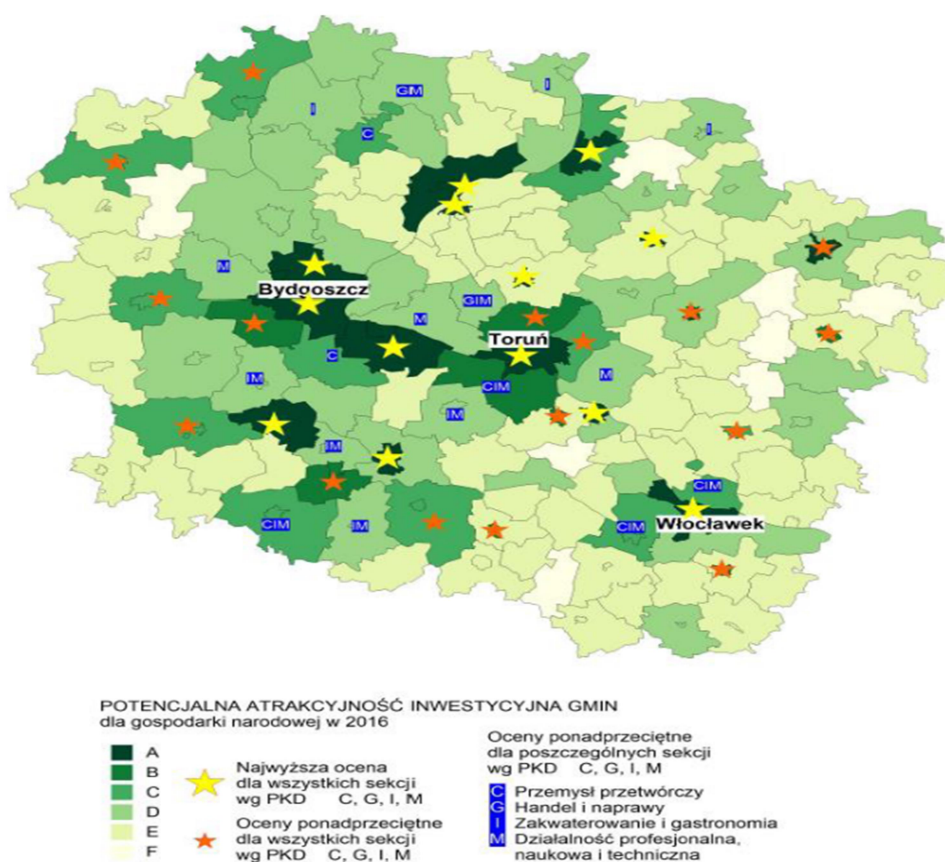 I
GIM
I
C
I
M
Bydgoszcz
GIM
M
Toruń
C
IM
CIM
M
IM
IM
CIM
CIM
IM
CIM
Włocławek
POTENCJALNA ATRAKCYJNOŚĆ INWESTYCYJNA GMIN
dla gospodarki narodowej w 2016
A
B
C
D
E
F
Najwyższa ocena
dla wszystkich sekcji
wg PKD C, G, I, M
Oceny ponadprzeciętne
dla wszystkich sekcji
wg PKD C, G, I, M
Oceny ponadprzeciętne
dla poszczególnych sekcji
wg PKD C, G, I, M
C Przemysł przetwórczy
G Handel i naprawy
I Zakwaterowanie i gastronomia
M Działalność profesjonalna,
naukowa i techniczna